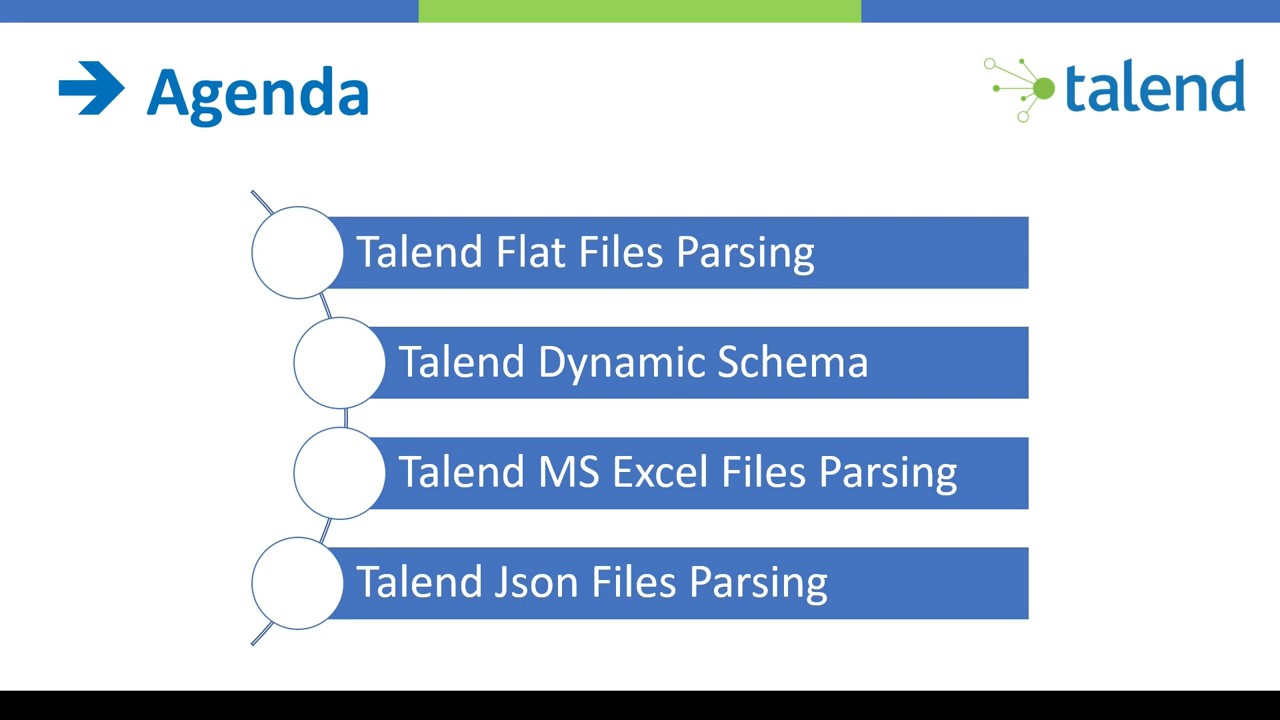 Agenda
talend
Talend Flat Files Parsing
Talend Dynamic Schema
Talend MS Excel Files Parsing
Talend Json Files Parsing